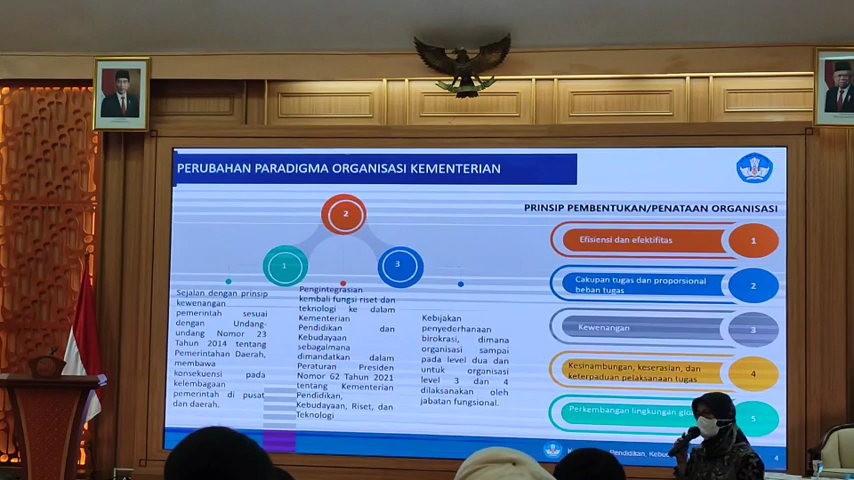 PERUBAHAN PARADIGMA ORGANISASI KEMENTERIAN
2
1
3
Sejalan dengan prinsip
kewenangan
pemerintah sesuai
dengan Undang-
undang Nomor 23
Tahun 2014 tentang
Pemerintahan Daerah,
membawa
konsekuensi pada
kelembagaan
pemerintah di pusat
dan daerah.
Pengintegrasian
kembali fungsi riset dan
teknologi ke dalam
Kementerian
Pendidikan dan
Kebudayaan
sebagaimana
dimandatkan dalam
Peraturan Presiden
Nomor 62 Tahun 2021
tentang Kementerian
Pendidikan,
Kebudayaan, Riset, dan
Teknologi
Kebijakan
penyederhanaan
birokrasi, dimana
organisasi sampai
pada level dua dan
untuk organisasi
level 3 dan 4
dilaksanakan oleh
jabatan fungsional.
PRINSIP PEMBENTUKAN/PENATAAN ORGANISASI
Efisiensi dan efektifitas
1
Cakupan tugas dan proporsional
beban tugas
2
Kewenangan
3
Kesinambungan, keserasian, dan
keterpaduan pelaksanaan tugas
4
Perkembangan lingkungan
5
Pendidikan,
4